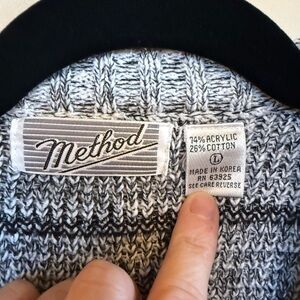 Method
74% ACRYLIC
26% COTTON
L
MADE IN KOREA
RN 63925
SEE CARE REVERSE